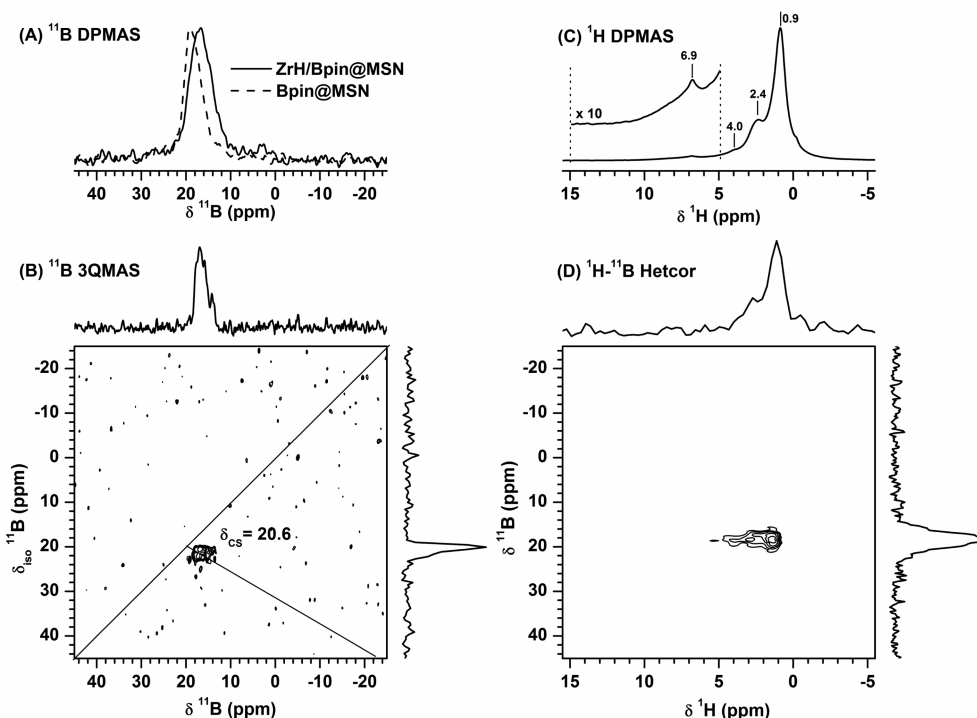 (A) ¹¹B DPMAS
ZrH/Bpin@MSN
Bpin@MSN
40 30 20 10 0 -10 -20
δ ¹¹B (ppm)
(C) ¹H DPMAS
0.9
6.9
2.4
4.0
x 10
15 10 5 0 -5
δ ¹H (ppm)
(B) ¹¹B 3QMAS
-20
-10
0
10
20
30
40
δiso ¹¹B (ppm)
δCS = 20.6
40 30 20 10 0 -10 -20
δ ¹¹B (ppm)
(D) ¹H-¹¹B Hetcor
-20
-10
0
10
20
30
40
δ ¹¹B (ppm)
15 10 5 0 -5
δ ¹H (ppm)